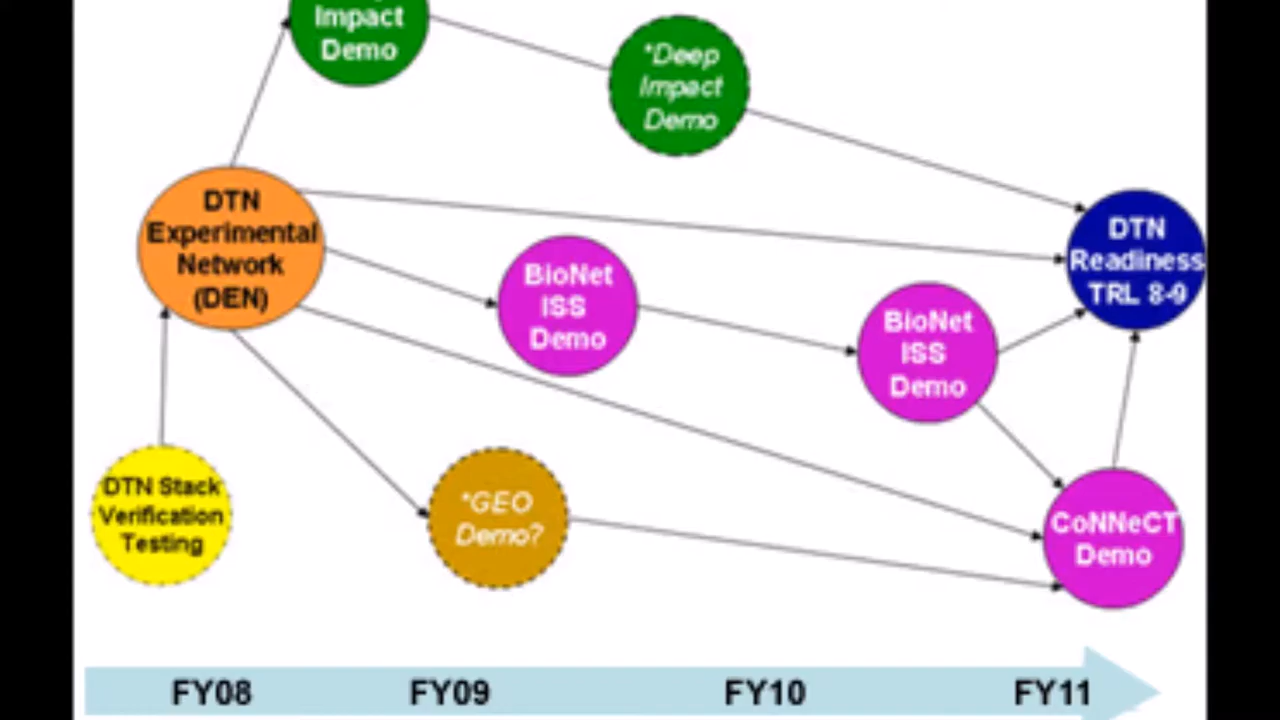 Impact
Demo
*Deep
Impact
Demo
DTN
Experimental
Network
(DEN)
DTN
Readiness
TRL 8-9
BioNet
ISS
Demo
BioNet
ISS
Demo
DTN Stack
Verification
Testing
*GEO
Demo?
CoNNeCT
Demo
FY08 FY09 FY10 FY11